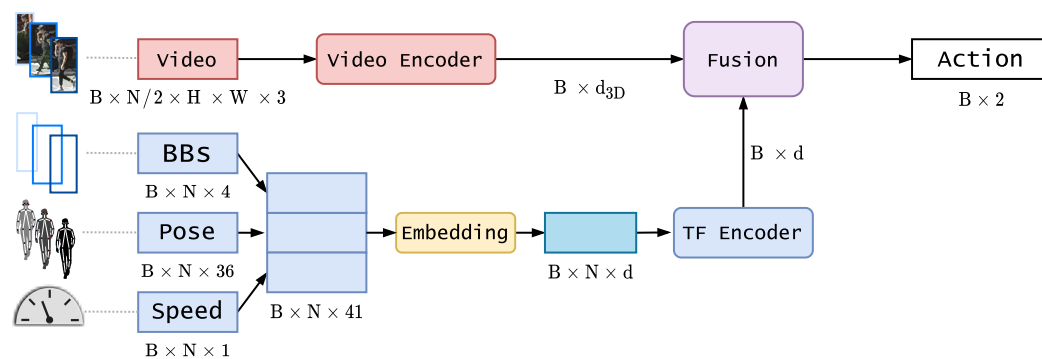 Video
Video Encoder
Fusion
Action
B × N/2 × H × W × 3
B × d3D
B × 2
BBs
B × N × 4
B × d
Pose
Embedding
TF Encoder
B × N × 36
B × N × d
Speed
B × N × 41
B × N × 1